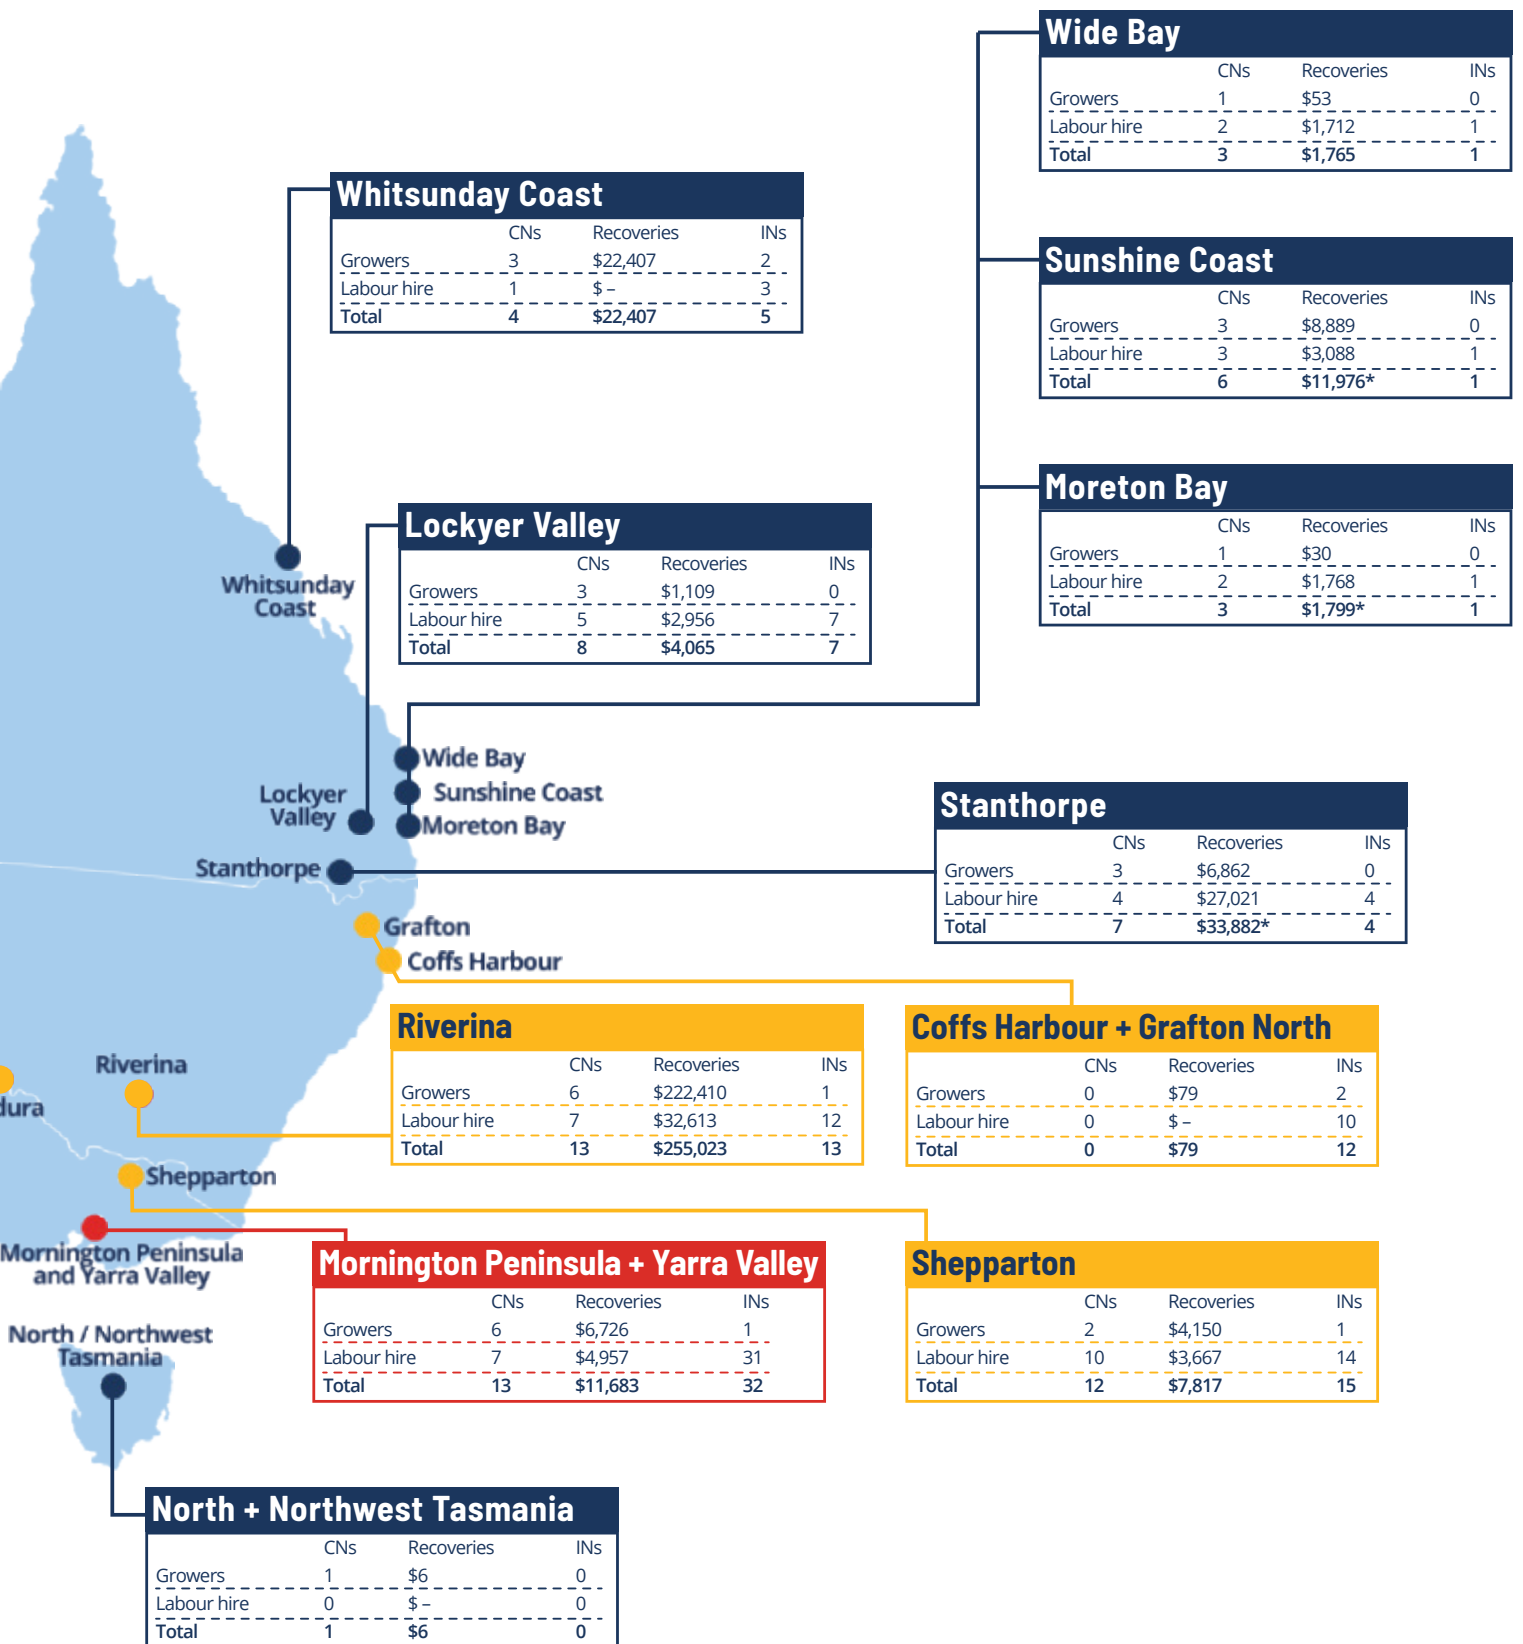 Wide Bay
CNs Recoveries INs
Growers 1 $53 0
Labour hire 2 $1,712 1
Total 3 $1,765 1
Whitsunday Coast
CNs Recoveries INs
Growers 3 $22,407 2
Labour hire 1 $ – 3
Total 4 $22,407 5
Sunshine Coast
CNs Recoveries INs
Growers 3 $8,889 0
Labour hire 3 $3,088 1
Total 6 $11,976* 1
Moreton Bay
CNs Recoveries INs
Growers 1 $30 0
Labour hire 2 $1,768 1
Total 3 $1,799* 1
Lockyer Valley
CNs Recoveries INs
Growers 3 $1,109 0
Labour hire 5 $2,956 7
Total 8 $4,065 7
Whitsunday
Coast
Wide Bay
Sunshine Coast
Lockyer
Valley
Moreton Bay
Stanthorpe
Stanthorpe
CNs Recoveries INs
Growers 3 $6,862 0
Labour hire 4 $27,021 4
Total 7 $33,882* 4
Grafton
Coffs Harbour
Riverina
CNs Recoveries INs
Growers 6 $222,410 1
Labour hire 7 $32,613 12
Total 13 $255,023 13
Coffs Harbour + Grafton North
CNs Recoveries INs
Growers 0 $79 2
Labour hire 0 $ – 10
Total 0 $79 12
Riverina
dura
Shepparton
Mornington Peninsula
and Yarra Valley
Mornington Peninsula + Yarra Valley
CNs Recoveries INs
Growers 6 $6,726 1
Labour hire 7 $4,957 31
Total 13 $11,683 32
Shepparton
CNs Recoveries INs
Growers 2 $4,150 1
Labour hire 10 $3,667 14
Total 12 $7,817 15
North / Northwest
Tasmania
North + Northwest Tasmania
CNs Recoveries INs
Growers 1 $6 0
Labour hire 0 $ – 0
Total 1 $6 0